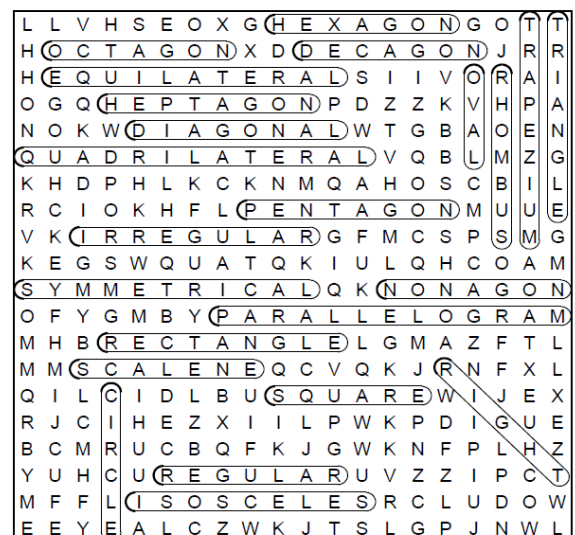 L L V H S E O X G H E X A G O N G O T T
H O C T A G O N X D D E C A G O N J R R
H E Q U I L A T E R A L S I I V O R A I
O G Q H E P T A G O N P D Z Z K V H P A
N O K W D I A G O N A L W T G B A O E N
Q U A D R I L A T E R A L V Q B L M Z G
K H D P H L K C K N M Q A H O S C B I L
R C I O K H F L P E N T A G O N M U U E
V K I R R E G U L A R G F M C S P S M G
K E G S W Q U A T Q K I U L Q H C O A M
S Y M M E T R I C A L Q K N O N A G O N
O F Y G M B Y P A R A L L E L O G R A M
M H B R E C T A N G L E L G M A Z F T L
M M S C A L E N E Q C V Q K J R N F X L
Q I L C I D L B U S Q U A R E W I J E X
R J C I H E Z X I I L P W K P D I G U E
B C M R U C B Q F K J G W K N F P L H Z
Y U H C U R E G U L A R U V Z Z I P C T
M F F L I S O S C E L E S R C L U D O W
E E Y E A L C Z W K J T S L G P J N W L